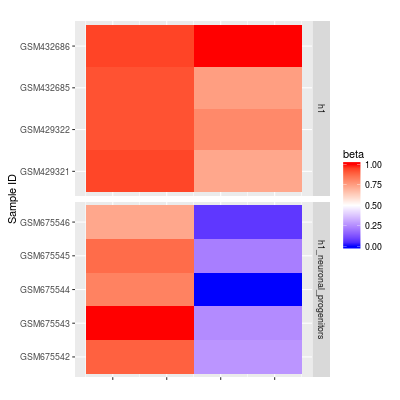 GSM432686
GSM432685
GSM429322
GSM429321
h1
GSM675546
GSM675545
GSM675544
GSM675543
GSM675542
h1_neuronal_progenitors
Sample ID
beta
1.00
0.75
0.50
0.25
0.00